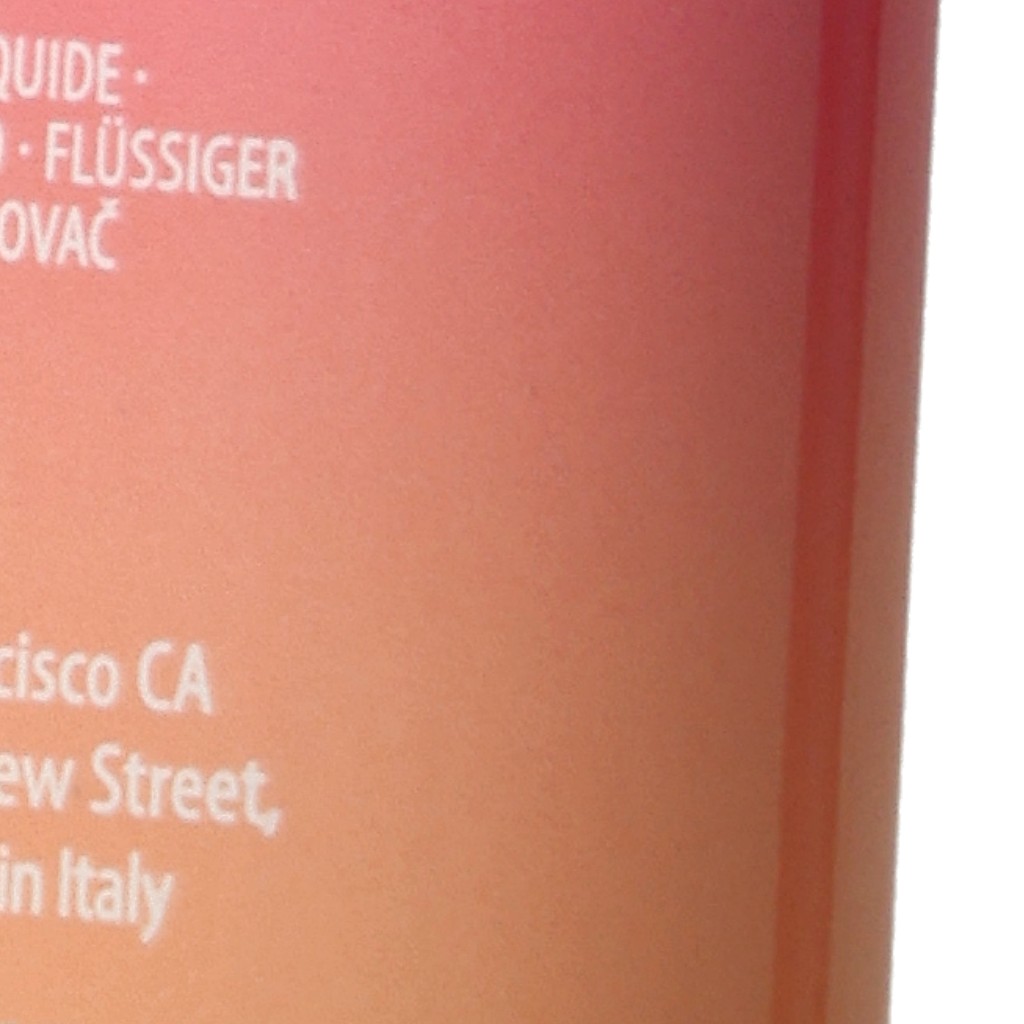 QUIDE ·
· FLÜSSIGER
OVAČ
cisco CA
ew Street,
in Italy